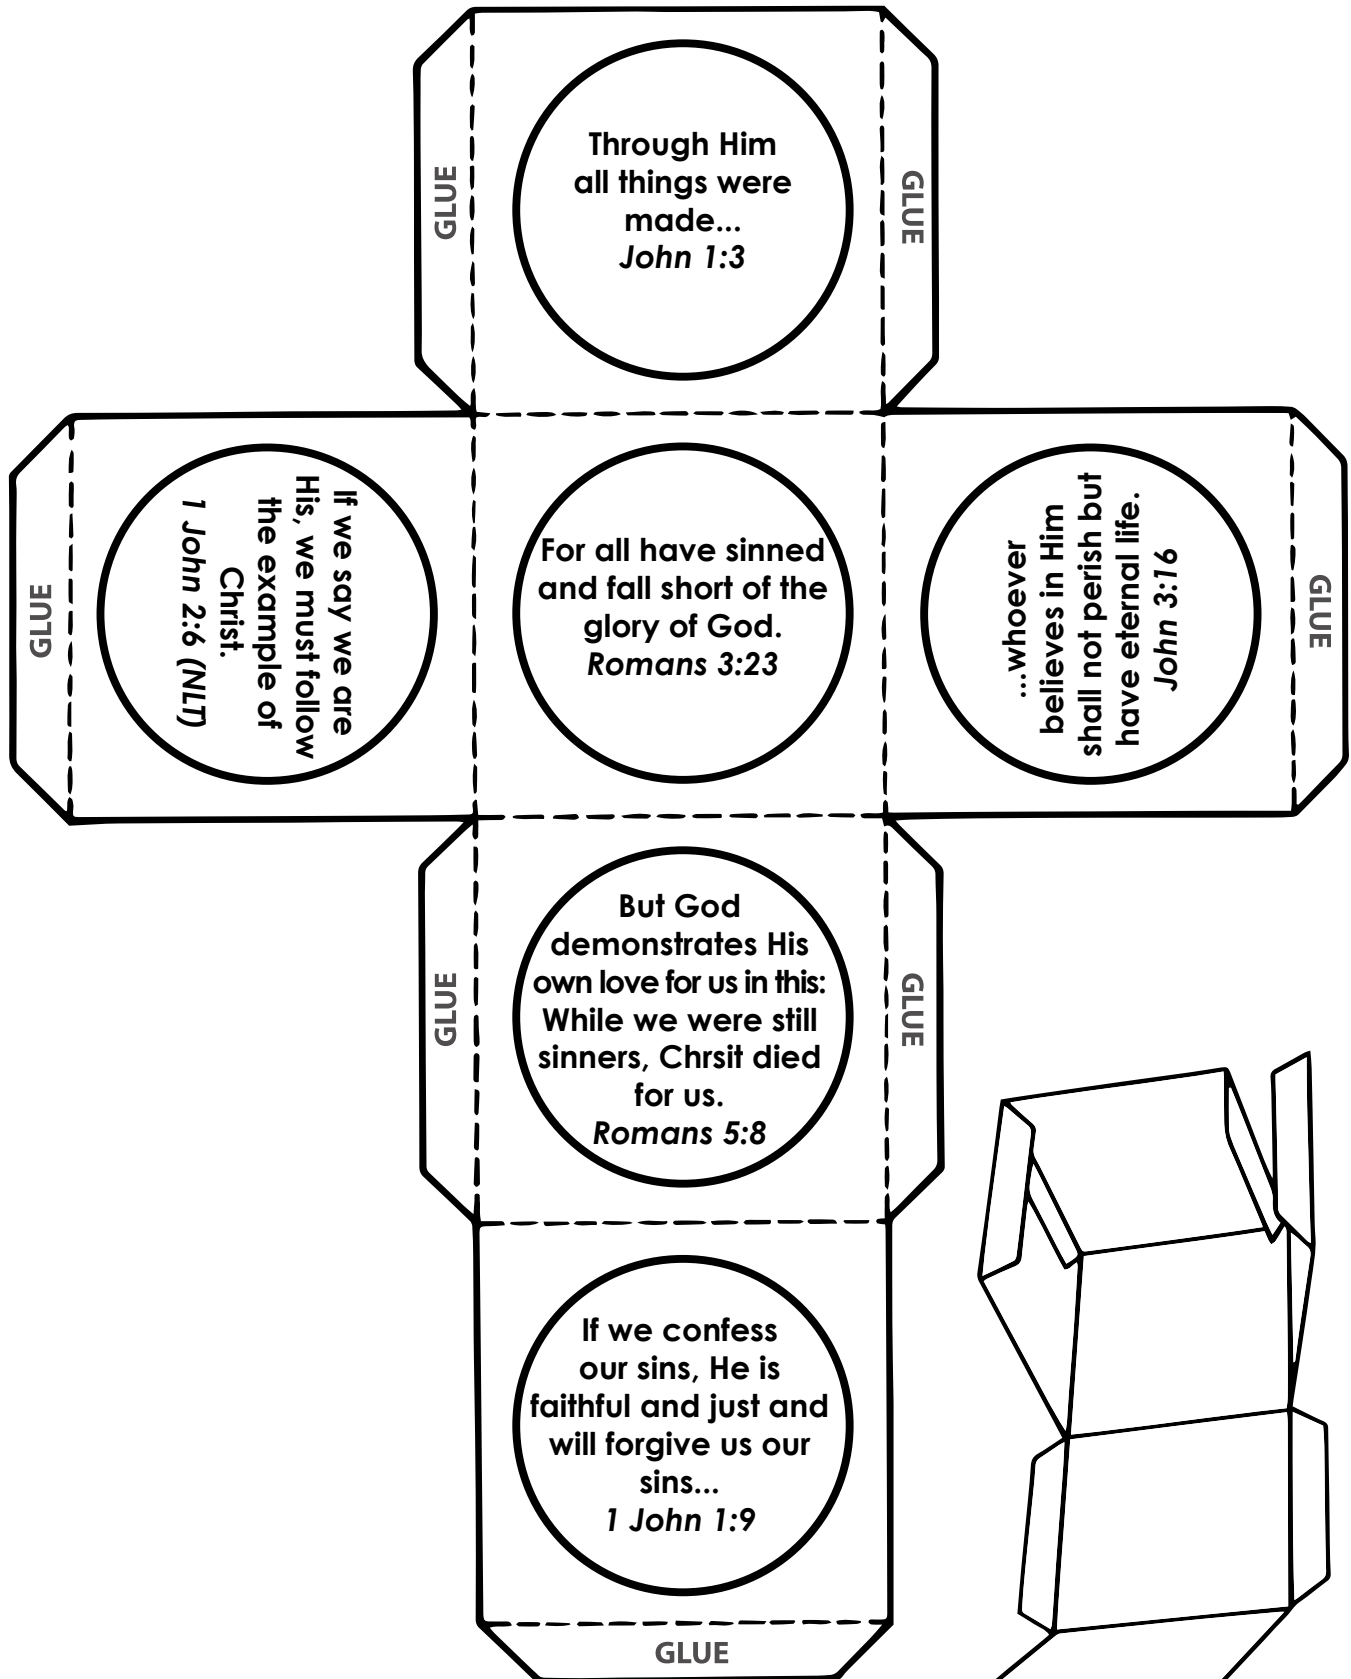 GLUE
Through Him
all things were
made...
John 1:3
GLUE
GLUE
If we say we are
His, we must follow
the example of
Christ.
1 John 2:6 (NLT)
For all have sinned
and fall short of the
glory of God.
Romans 3:23
...whoever
believes in Him
shall not perish but
have eternal life.
John 3:16
GLUE
GLUE
But God
demonstrates His
own love for us in this:
While we were still
sinners, Chrsit died
for us.
Romans 5:8
GLUE
If we confess
our sins, He is
faithful and just and
will forgive us our
sins...
1 John 1:9
GLUE